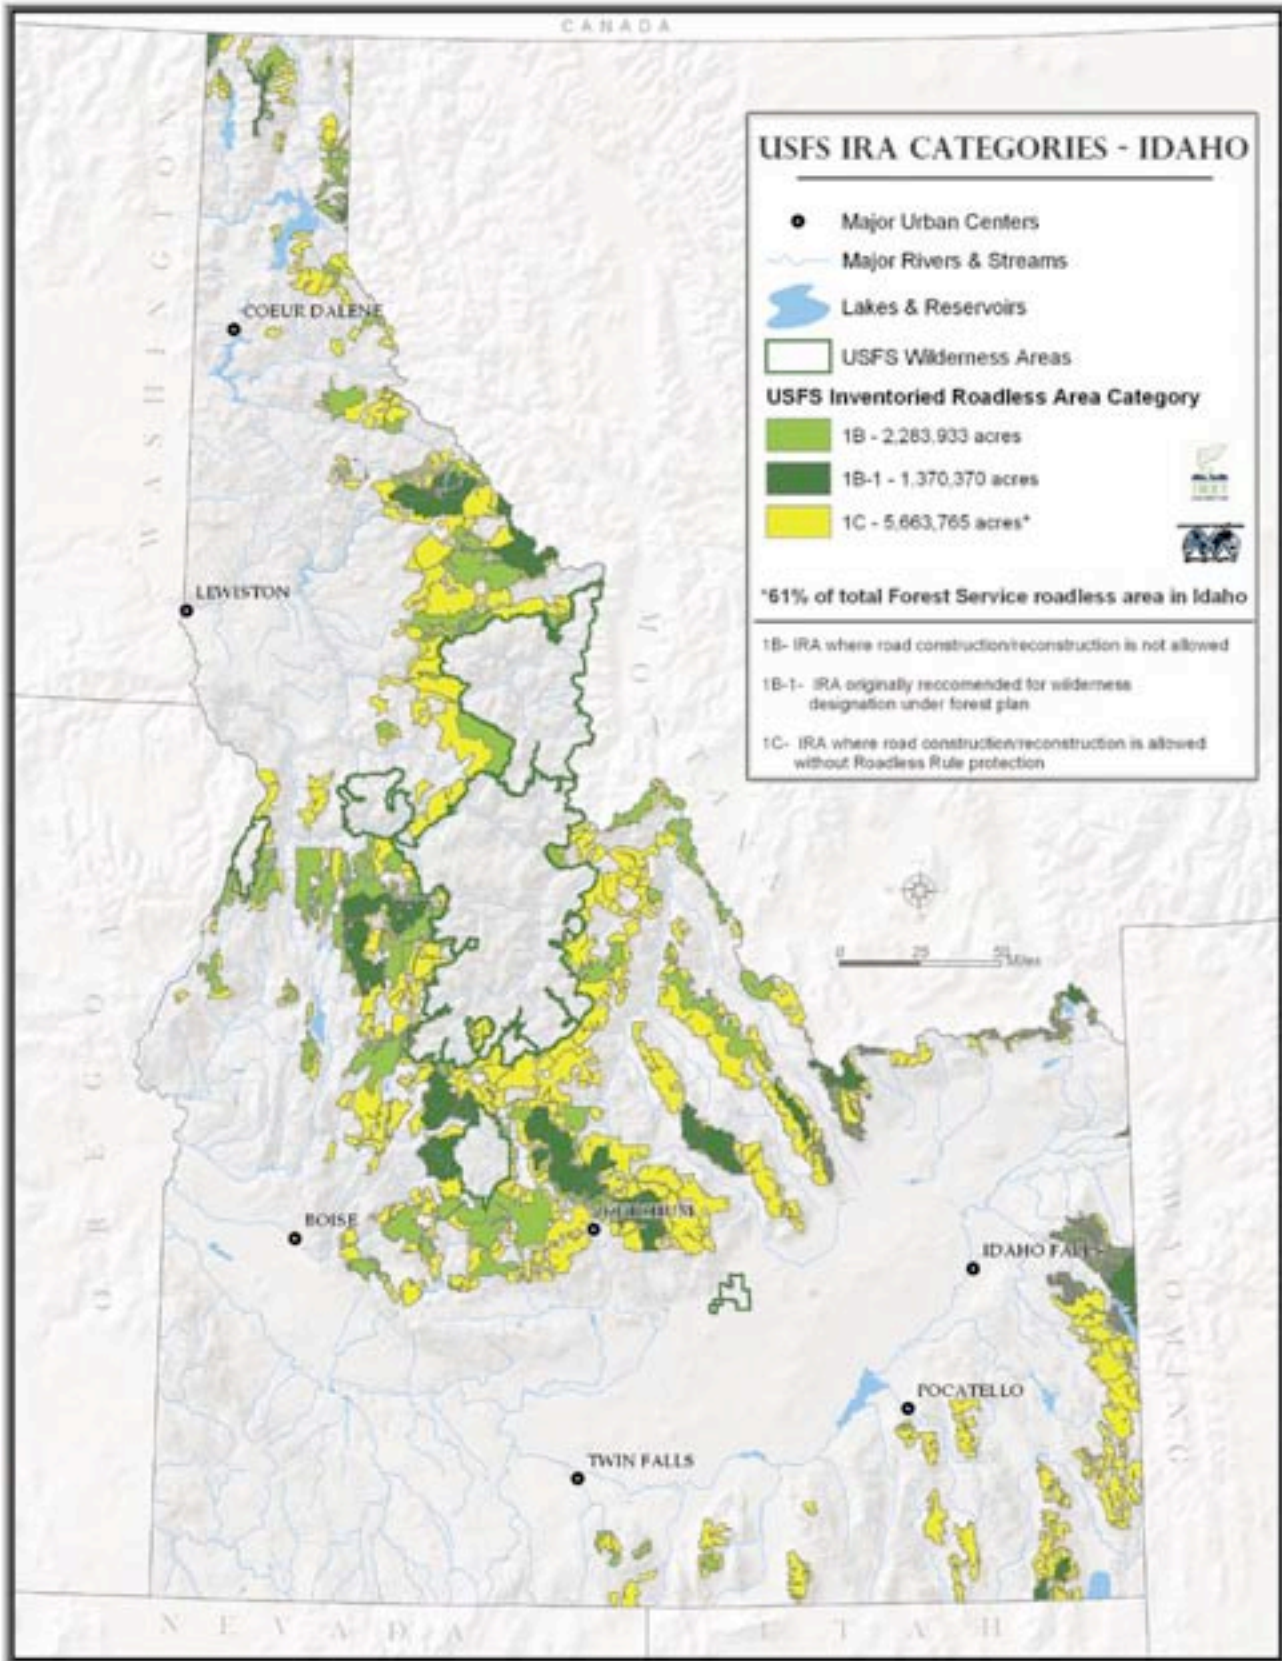 CANADA
USFS IRA CATEGORIES - IDAHO
Major Urban Centers
Major Rivers & Streams
Lakes & Reservoirs
USFS Wilderness Areas
USFS Inventoried Roadless Area Category
1B - 2,283,933 acres
1B-1 - 1,370,370 acres
1C - 5,663,765 acres*
*61% of total Forest Service roadless area in Idaho
1B- IRA where road construction/reconstruction is not allowed
1B-1- IRA originally reccomended for wilderness
designation under forest plan
1C- IRA where road construction/reconstruction is allowed
without Roadless Rule protection
WASHINGTON
COEUR DALENE
LEWISTON
0 25 50 Miles
OREGON
BOISE
KETCHUM
IDAHO FALLS
WYOMING
POCATELLO
TWIN FALLS
NEVADA
UTAH